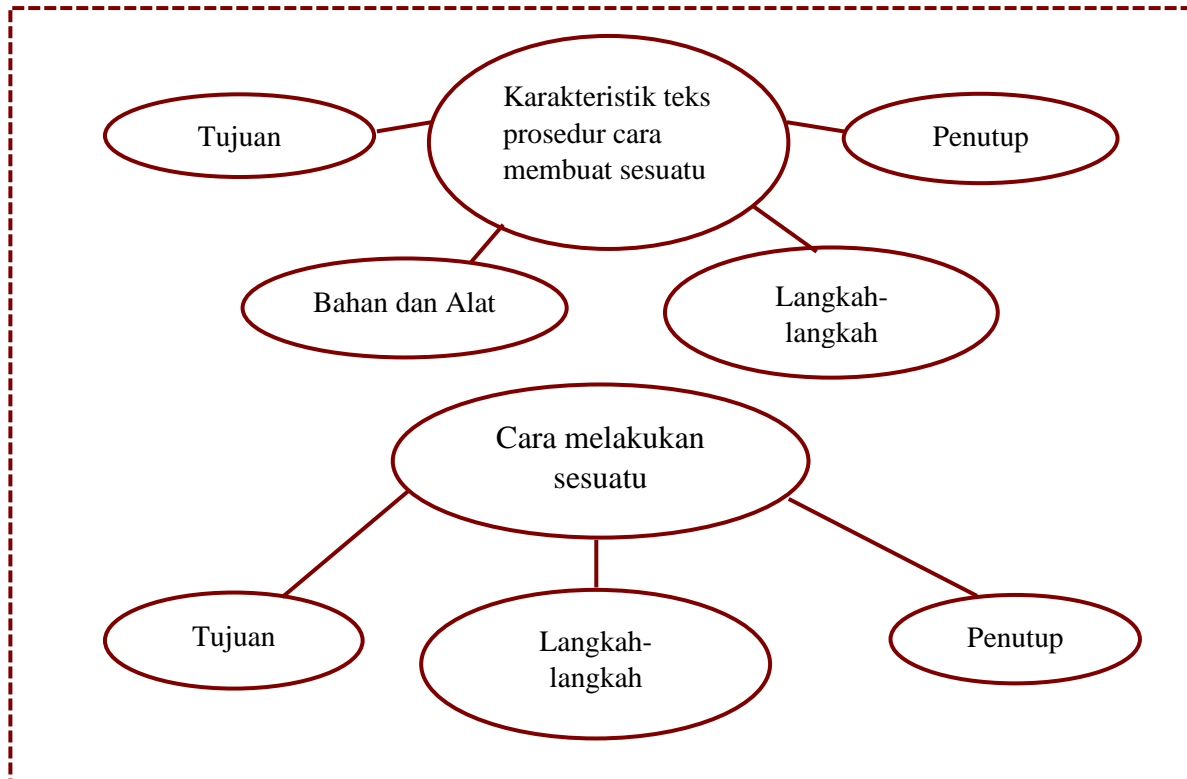 Karakteristik teks
prosedur cara
membuat sesuatu
Tujuan
Penutup
Bahan dan Alat
Langkah-
langkah
Cara melakukan
sesuatu
Tujuan
Langkah-
langkah
Penutup